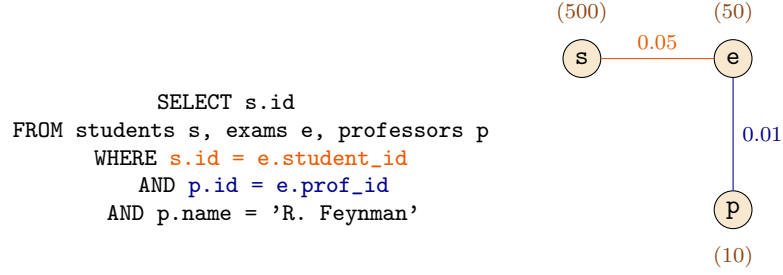 (500)
(50)
s
0.05
e
SELECT s.id
FROM students s, exams e, professors p
WHERE s.id = e.student_id
AND p.id = e.prof_id
AND p.name = 'R. Feynman'
0.01
p
(10)